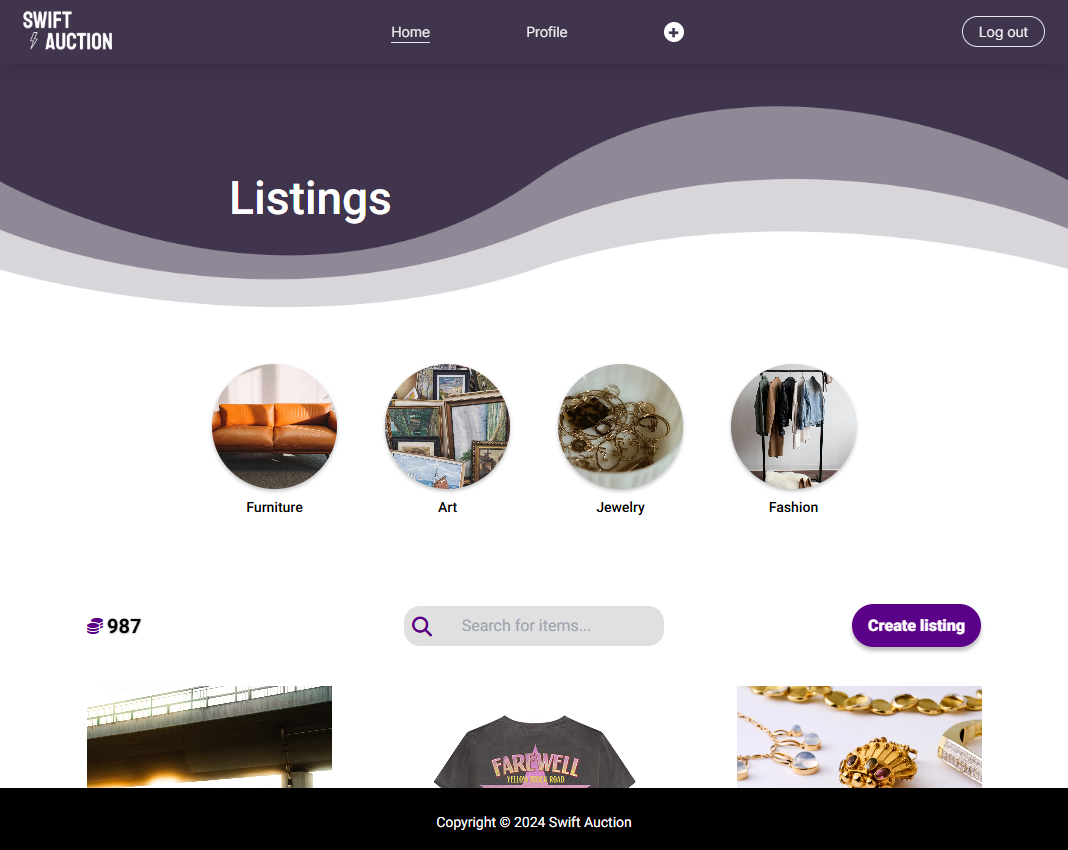 SWIFT
AUCTION
Home
Profile
Log out
Listings
Furniture
Art
Jewelry
Fashion
987
Search for items...
Create listing
FAREWELL
YELLOW BRICK ROAD
Copyright © 2024 Swift Auction